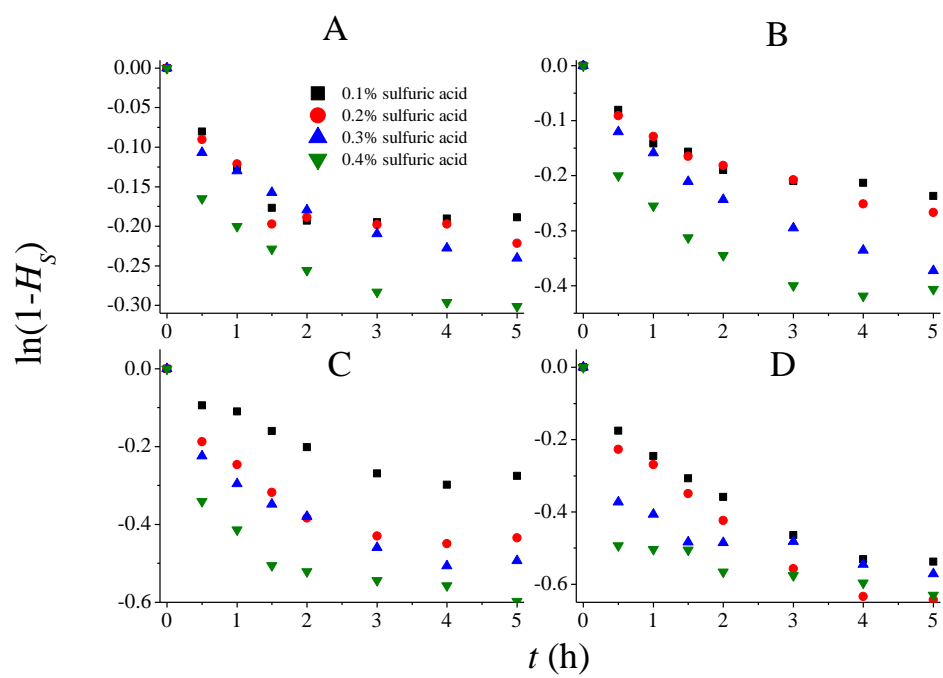 A
B
0.00
-0.05
-0.10
-0.15
-0.20
-0.25
-0.30
0.1% sulfuric acid
0.2% sulfuric acid
0.3% sulfuric acid
0.4% sulfuric acid
0 1 2 3 4 5
0.0
-0.1
-0.2
-0.3
-0.4
0 1 2 3 4 5
ln(1-H_S)
C
D
0.0
-0.2
-0.4
-0.6
0 1 2 3 4 5
0.0
-0.2
-0.4
-0.6
0 1 2 3 4 5
t (h)